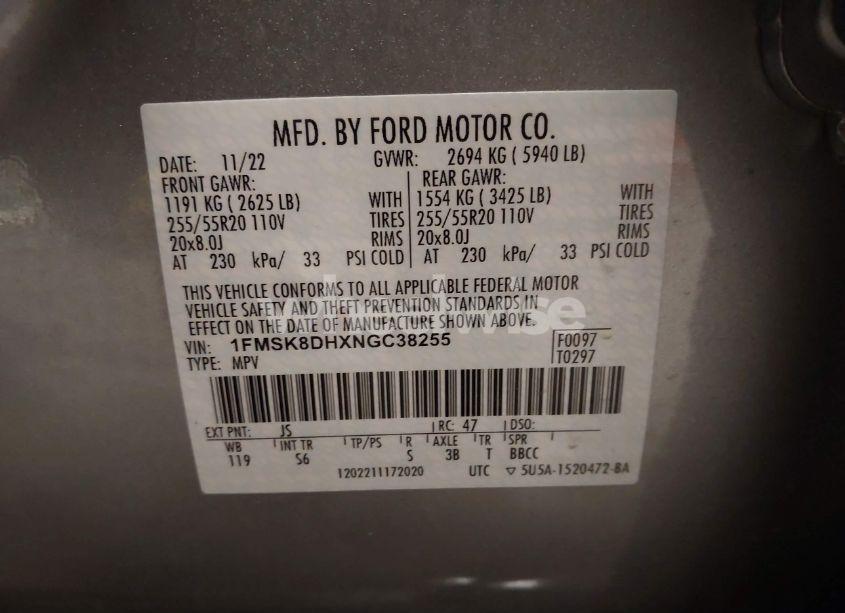 MFD. BY FORD MOTOR CO.
DATE: 11/22 GVWR: 2694 KG ( 5940 LB)
FRONT GAWR: REAR GAWR:
1191 KG ( 2625 LB) WITH 1554 KG ( 3425 LB) WITH
255/55R20 110V TIRES 255/55R20 110V TIRES
20x8.0J RIMS 20x8.0J RIMS
AT 230 kPa/ 33 PSI COLD AT 230 kPa/ 33 PSI COLD
THIS VEHICLE CONFORMS TO ALL APPLICABLE FEDERAL MOTOR
VEHICLE SAFETY AND THEFT PREVENTION STANDARDS IN
EFFECT ON THE DATE OF MANUFACTURE SHOWN ABOVE.
VIN: 1FMSK8DHXNGC38255 F0097
TYPE: MPV T0297
EXT PNT: JS RC: 47 DSO:
WB INT TR TP/PS R AXLE TR SPR
119 S6 S 3B T BBCC
1202211172020 UTC ▽ 5U5A-1520472-BA